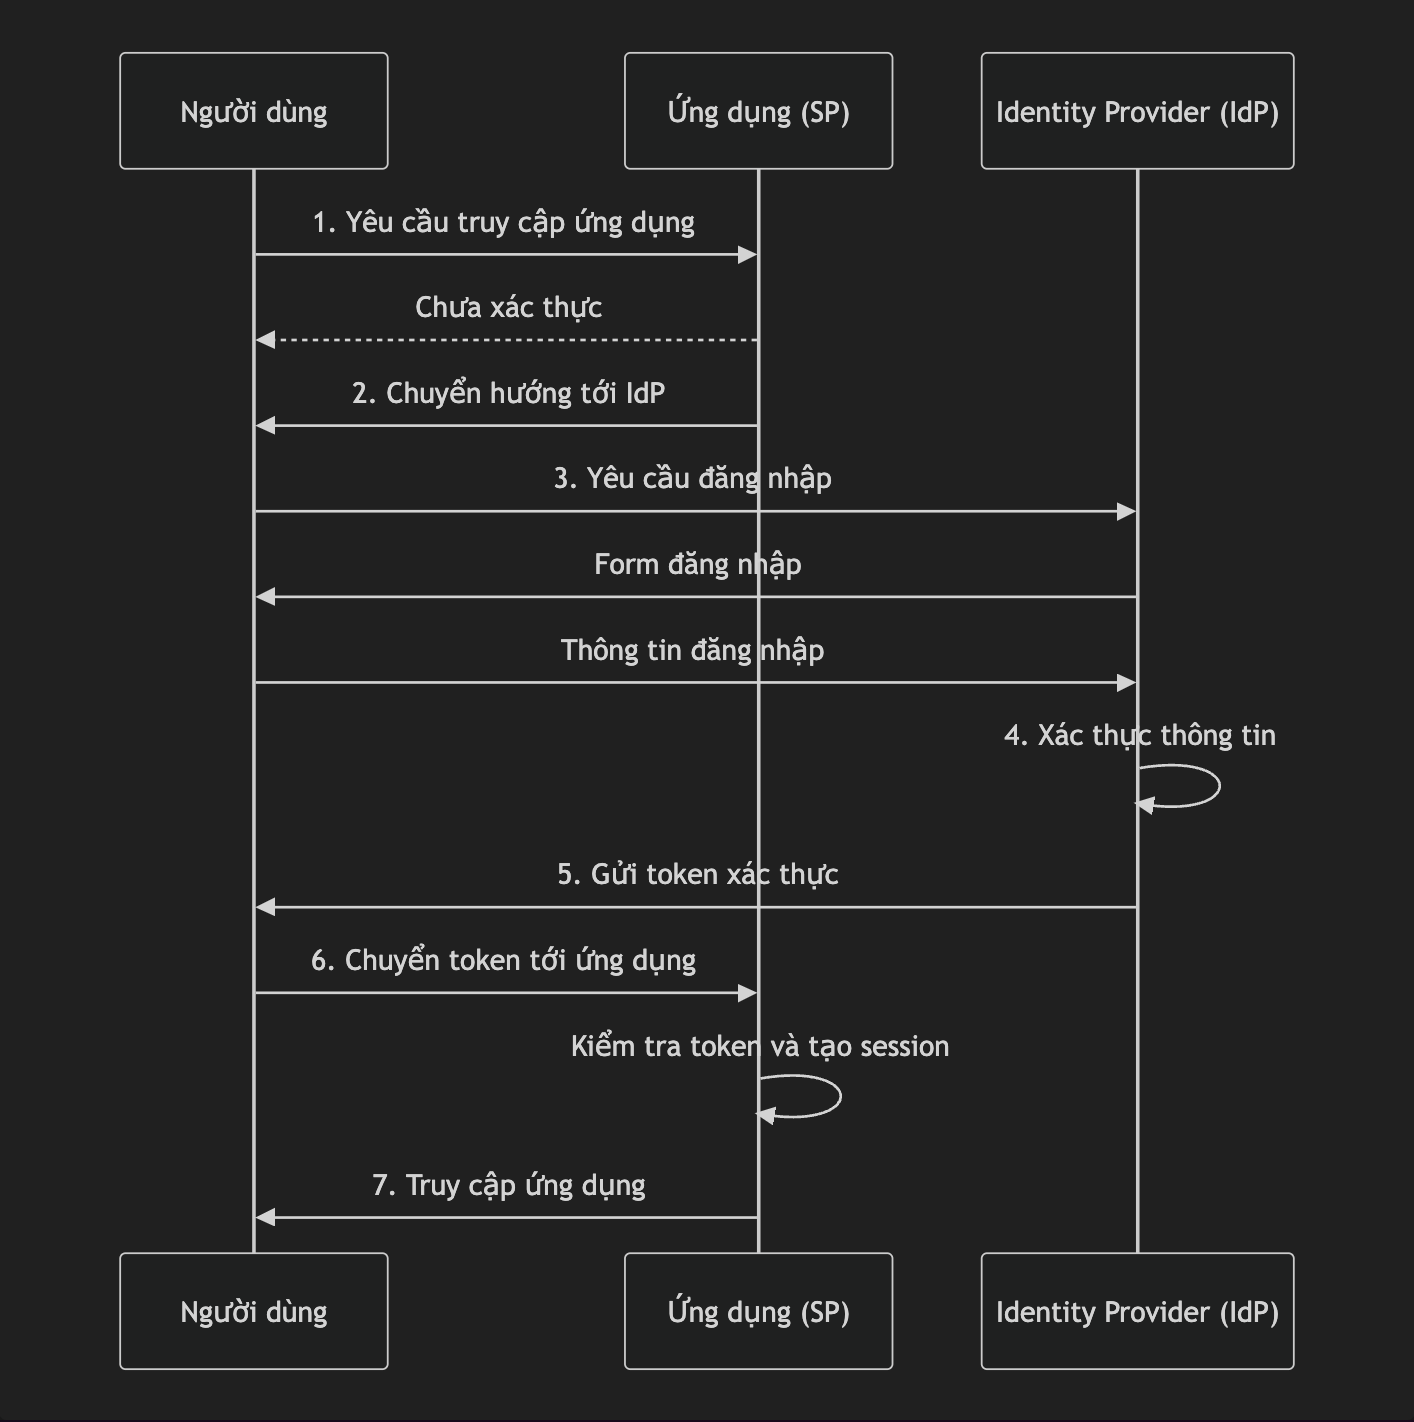 Người dùng
Ứng dụng (SP)
Identity Provider (IdP)
1. Yêu cầu truy cập ứng dụng
Chưa xác thực
2. Chuyển hướng tới IdP
3. Yêu cầu đăng nhập
Form đăng nhập
Thông tin đăng nhập
4. Xác thực thông tin
5. Gửi token xác thực
6. Chuyển token tới ứng dụng
Kiểm tra token và tạo session
7. Truy cập ứng dụng
Người dùng
Ứng dụng (SP)
Identity Provider (IdP)